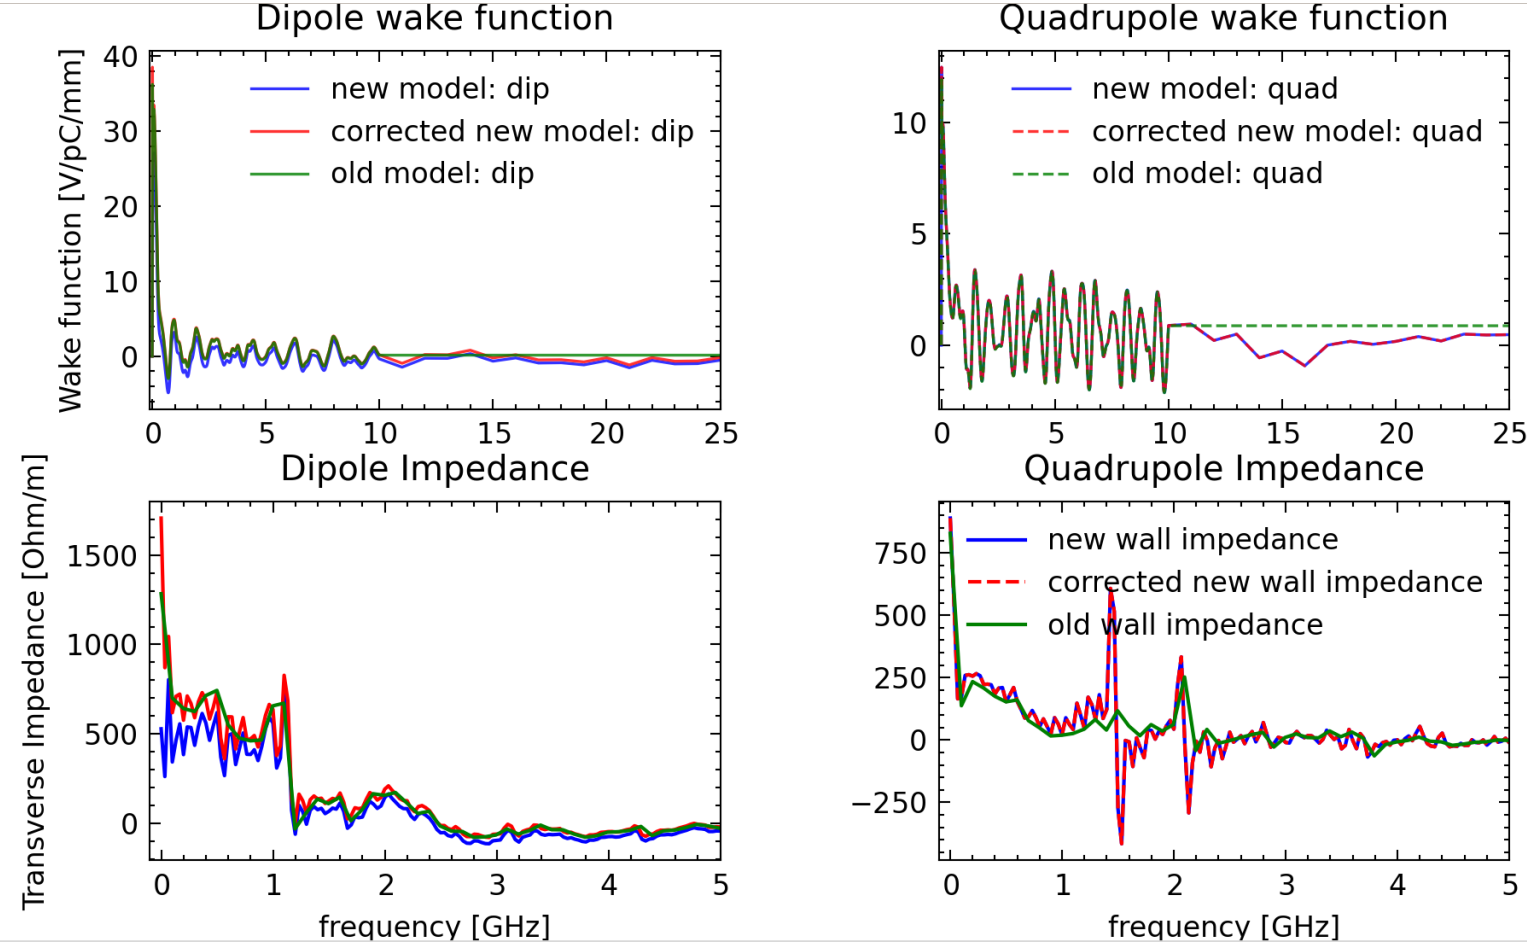 Dipole wake function
Wake function [V/pC/mm]
40
30
20
10
0
new model: dip
corrected new model: dip
old model: dip
0 5 10 15 20 25
Quadrupole wake function
10
5
0
new model: quad
corrected new model: quad
old model: quad
0 5 10 15 20 25
Dipole Impedance
Transverse Impedance [Ohm/m]
1500
1000
500
0
0 1 2 3 4 5
frequency [GHz]
Quadrupole Impedance
750
500
250
0
−250
new wall impedance
corrected new wall impedance
old wall impedance
0 1 2 3 4 5
frequency [GHz]